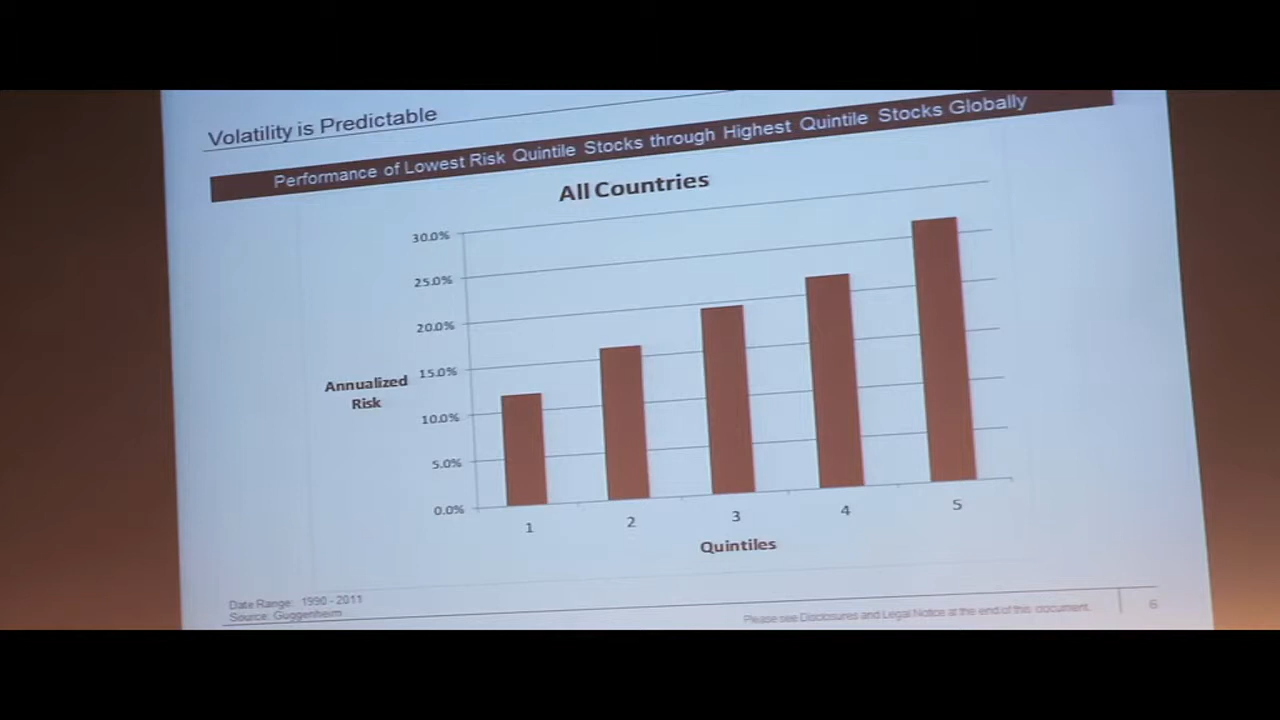 Volatility is Predictable
Performance of Lowest Risk Quintile Stocks through Highest Quintile Stocks Globally
All Countries
30.0%
25.0%
20.0%
15.0%
10.0%
5.0%
0.0%
Annualized
Risk
1 2 3 4 5
Quintiles
Date Range: 1990 - 2011
Source: Guggenheim
Please see Disclosures and Legal Notice at the end of this document.
6